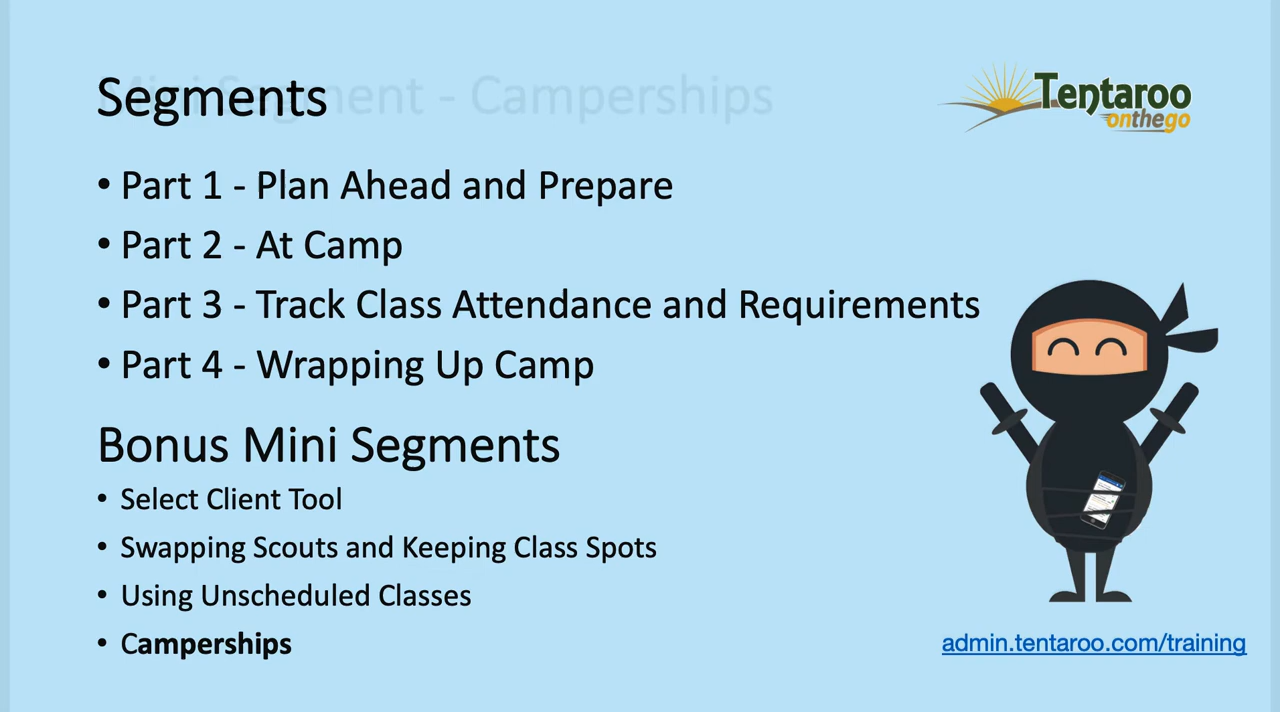 Segments
Mini Segment - Camperships
Tentaroo
onthego
• Part 1 - Plan Ahead and Prepare
• Part 2 - At Camp
• Part 3 - Track Class Attendance and Requirements
• Part 4 - Wrapping Up Camp
Bonus Mini Segments
• Select Client Tool
• Swapping Scouts and Keeping Class Spots
• Using Unscheduled Classes
• Camperships
admin.tentaroo.com/training